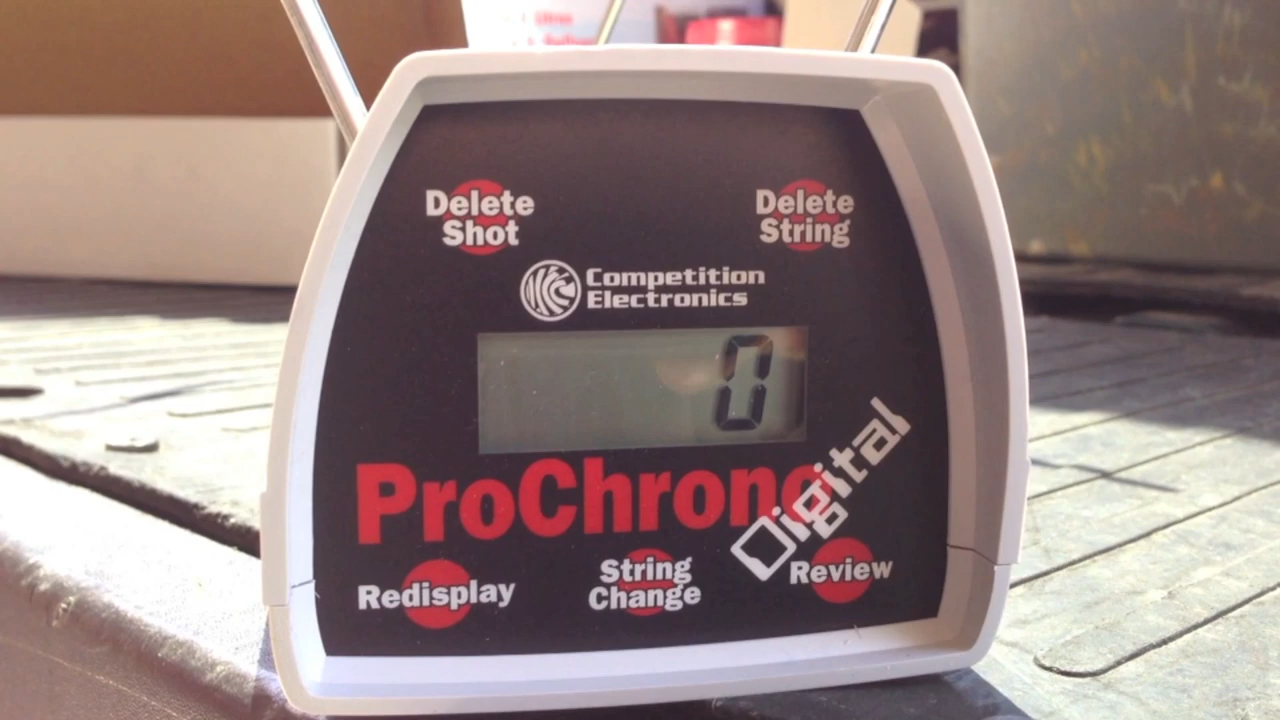 Delete
Shot
Delete
String
Competition
Electronics
0
ProChrono
Digital
Redisplay
String
Change
Review